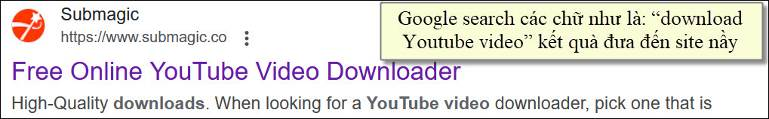 Submagic
https://www.submagic.co
Google search các chữ như là: “download
Youtube video” kết quả đưa đến site nầy
Free Online YouTube Video Downloader
High-Quality downloads. When looking for a YouTube video downloader, pick one that is